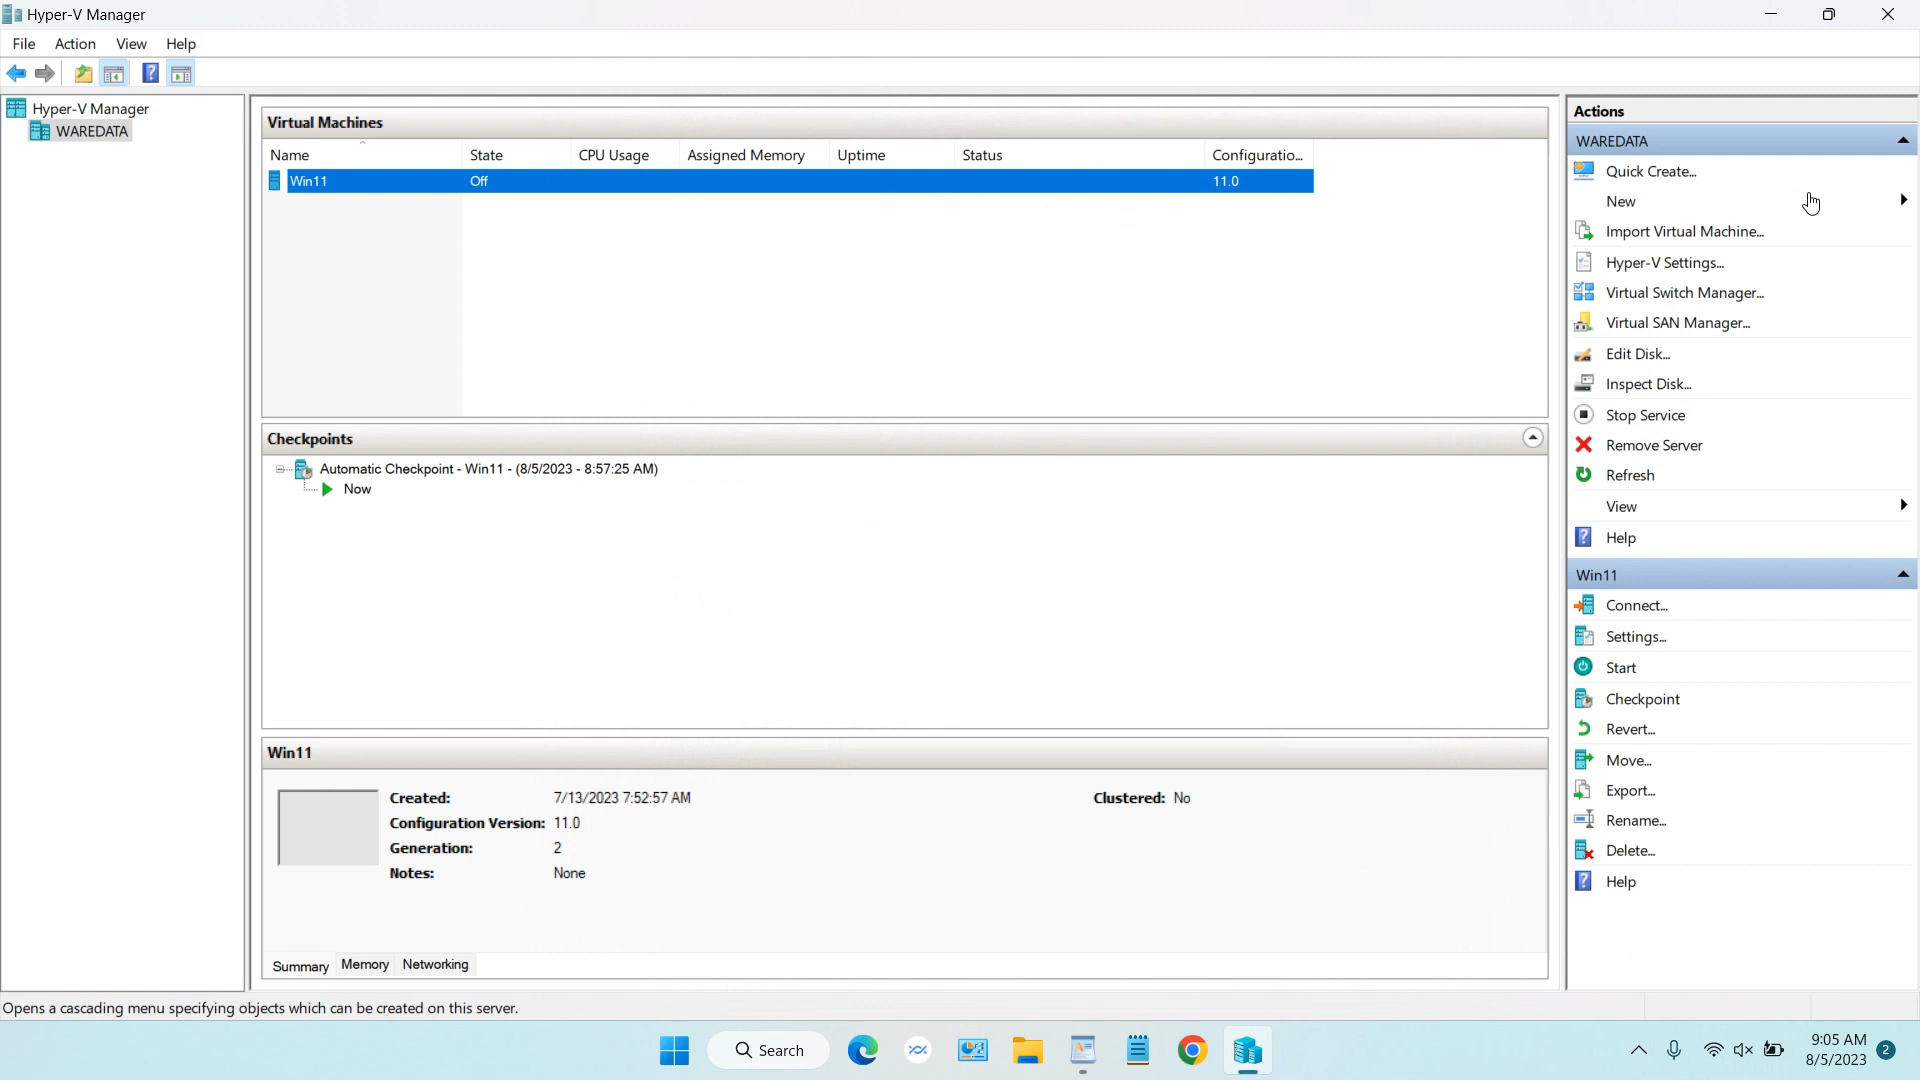 Hyper-V Manager
File Action View Help
Hyper-V Manager
WAREDATA
Virtual Machines
Name State CPU Usage Assigned Memory Uptime Status Configuratio...
Win11 Off 11.0
Checkpoints
Automatic Checkpoint - Win11 - (8/5/2023 - 8:57:25 AM)
Now
Win11
Created: 7/13/2023 7:52:57 AM Clustered: No
Configuration Version: 11.0
Generation: 2
Notes: None
Summary Memory Networking
Actions
WAREDATA
Quick Create...
New
Import Virtual Machine...
Hyper-V Settings...
Virtual Switch Manager...
Virtual SAN Manager...
Edit Disk...
Inspect Disk...
Stop Service
Remove Server
Refresh
View
Help
Win11
Connect...
Settings...
Start
Checkpoint
Revert...
Move...
Export...
Rename...
Delete...
Help
Opens a cascading menu specifying objects which can be created on this server.
Search
9:05 AM
8/5/2023 2